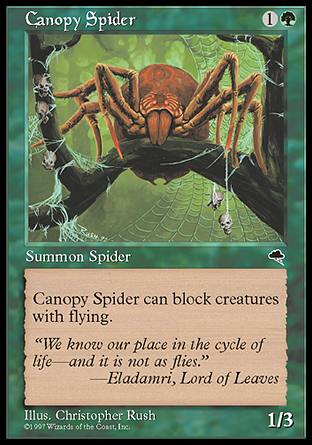 Canopy Spider 1
Summon Spider
Canopy Spider can block creatures
with flying.
“We know our place in the cycle of
life—and it is not as flies.”
—Eladamri, Lord of Leaves
Illus. Christopher Rush
©1997 Wizards of the Coast, Inc.
1/3